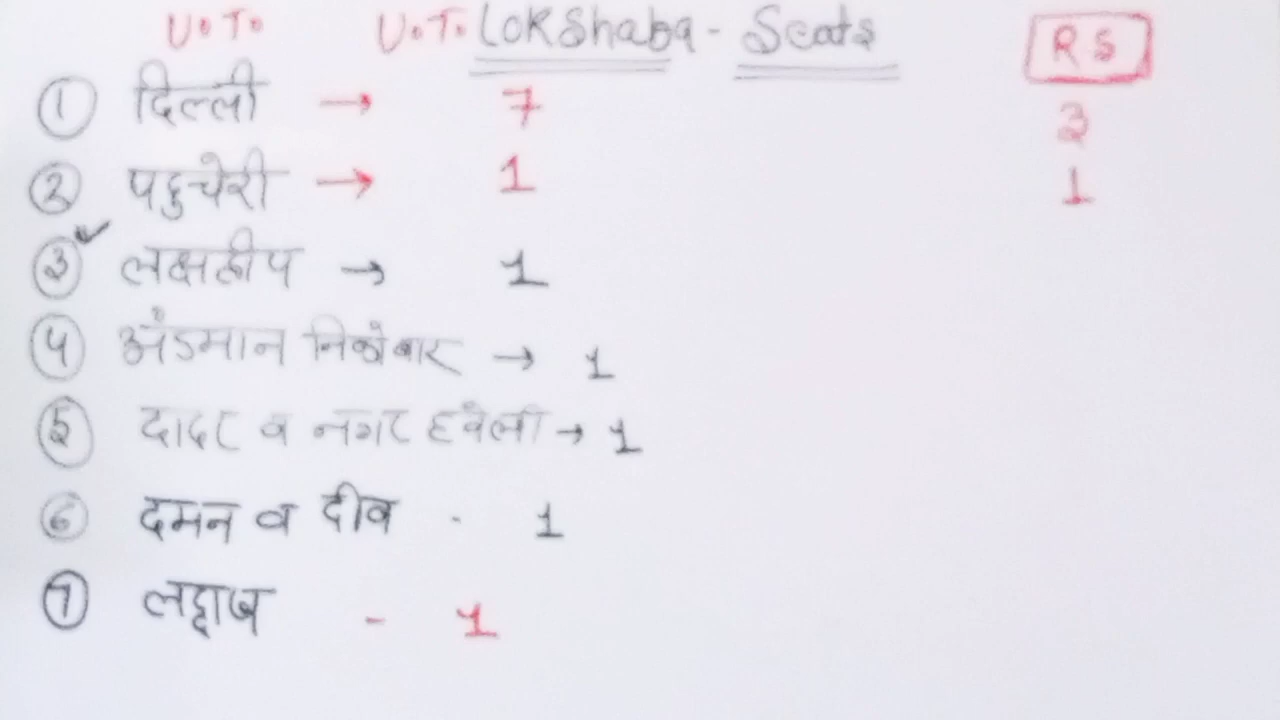 U.T. U.T. Lokshaba - Seats RS
① दिल्ली → 7 3
② पहुचेरी → 1 1
③ लक्षद्वीप → 1
④ अंडमान निकोबार → 1
⑤ दादर व नगर हवेली → 1
⑥ दमन व दीव - 1
⑦ लद्दाख - 1